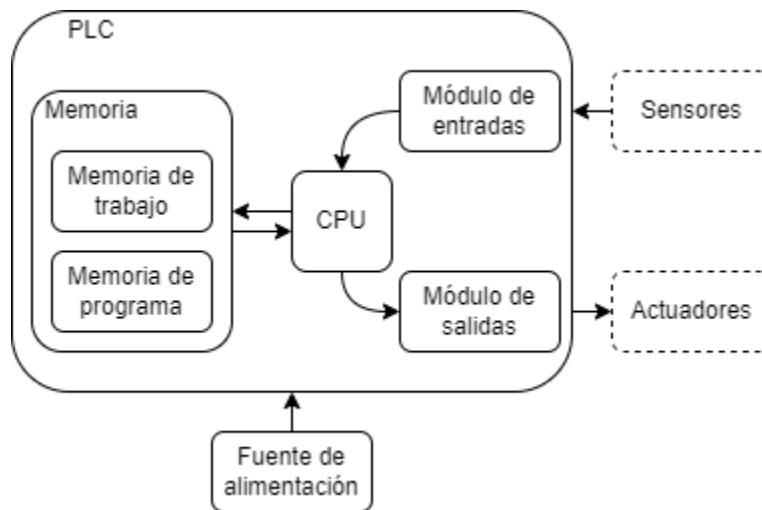 PLC
Memoria
Memoria de
trabajo
Memoria de
programa
CPU
Módulo de
entradas
Módulo de
salidas
Sensores
Actuadores
Fuente de
alimentación